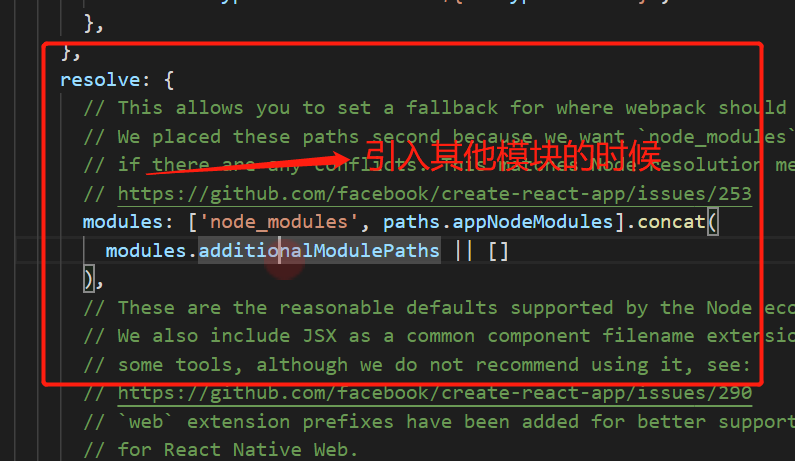 },
},
resolve: {
// This allows you to set a fallback for where webpack should
// We placed these paths second because we want `node_modules`
// if there are any conflicts. This matches Node resolution me
引入其他模块的时候
// https://github.com/facebook/create-react-app/issues/253
modules: ['node_modules', paths.appNodeModules].concat(
modules.additionalModulePaths || []
),
// These are the reasonable defaults supported by the Node eco
// We also include JSX as a common component filename extensio
// some tools, although we do not recommend using it, see:
// https://github.com/facebook/create-react-app/issues/290
// `web` extension prefixes have been added for better support
// for React Native Web.